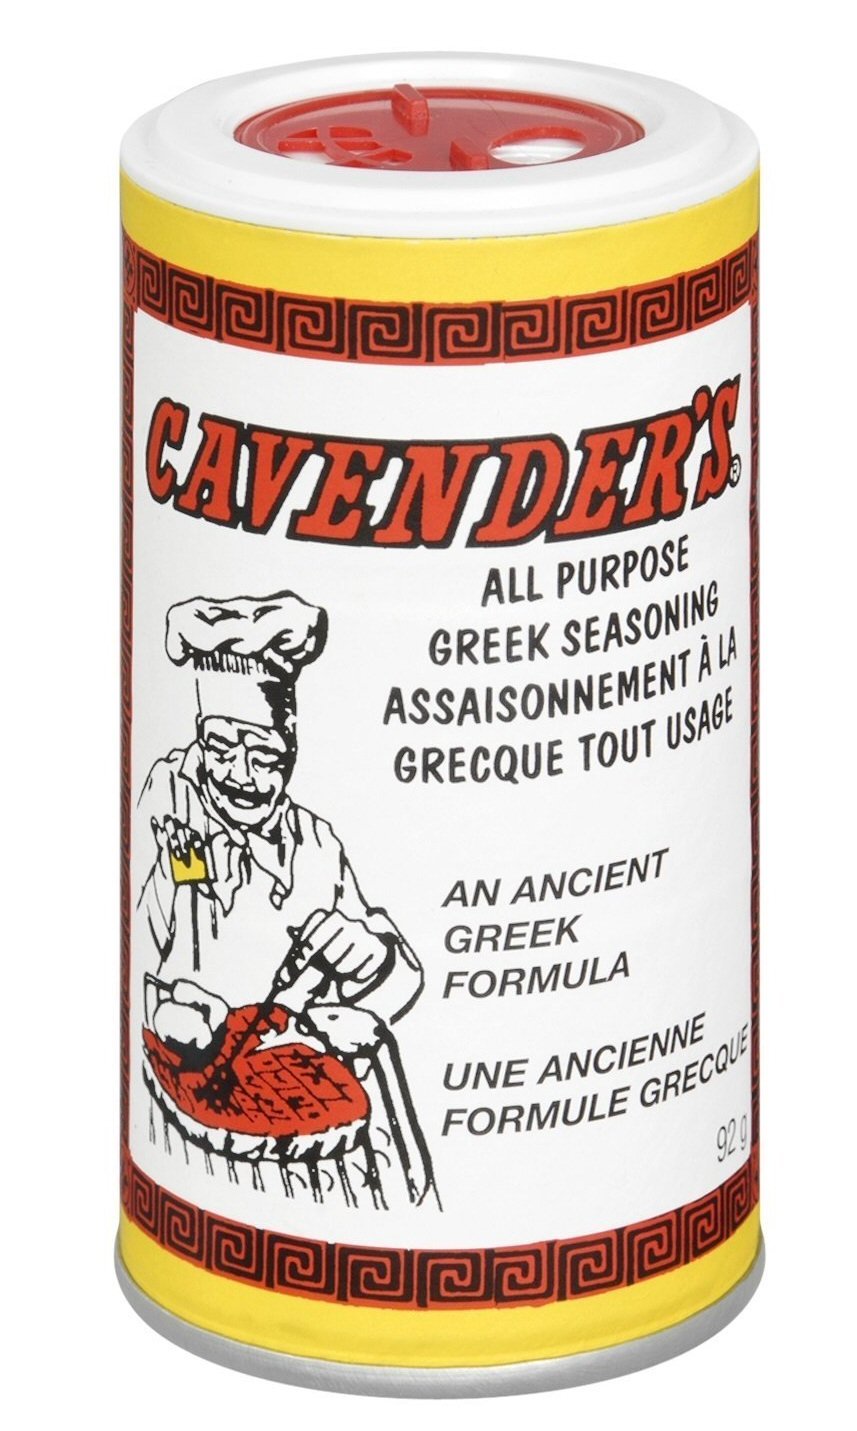 CAVENDER'S®
ALL PURPOSE
GREEK SEASONING
ASSAISONNEMENT À LA
GRECQUE TOUT USAGE
AN ANCIENT
GREEK
FORMULA
UNE ANCIENNE
FORMULE GRECQUE
92 g